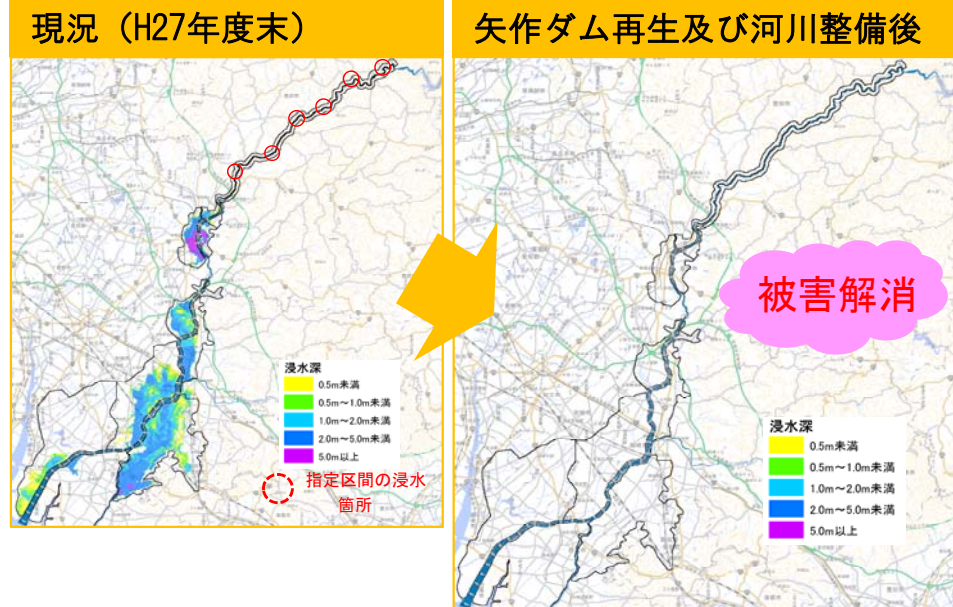 現況（H27年度末）
矢作ダム再生及び河川整備後
被害解消
浸水深
0.5m未満
0.5m～1.0m未満
1.0m～2.0m未満
2.0m～5.0m未満
5.0m以上
指定区間の浸水
箇所
浸水深
0.5m未満
0.5m～1.0m未満
1.0m～2.0m未満
2.0m～5.0m未満
5.0m以上